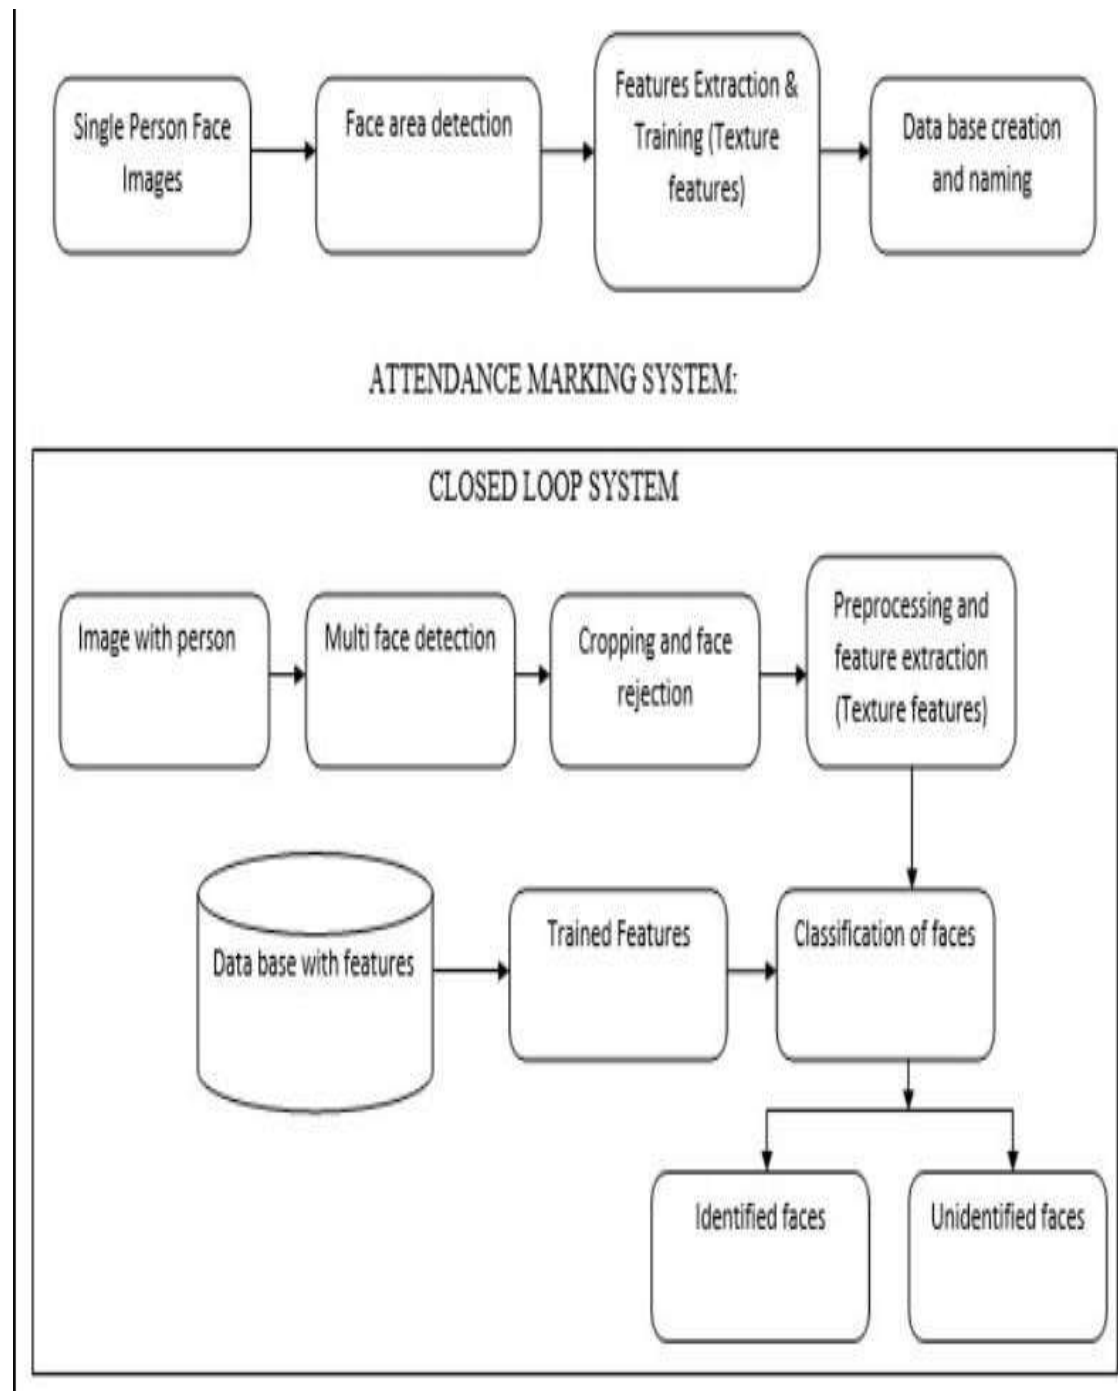 Single Person Face
Images
Face area detection
Features Extraction &
Training (Texture
features)
Data base creation
and naming
ATTENDANCE MARKING SYSTEM:
CLOSED LOOP SYSTEM
Image with person
Multi face detection
Cropping and face
rejection
Preprocessing and
feature extraction
(Texture features)
Data base with features
Trained Features
Classification of faces
Identified faces
Unidentified faces